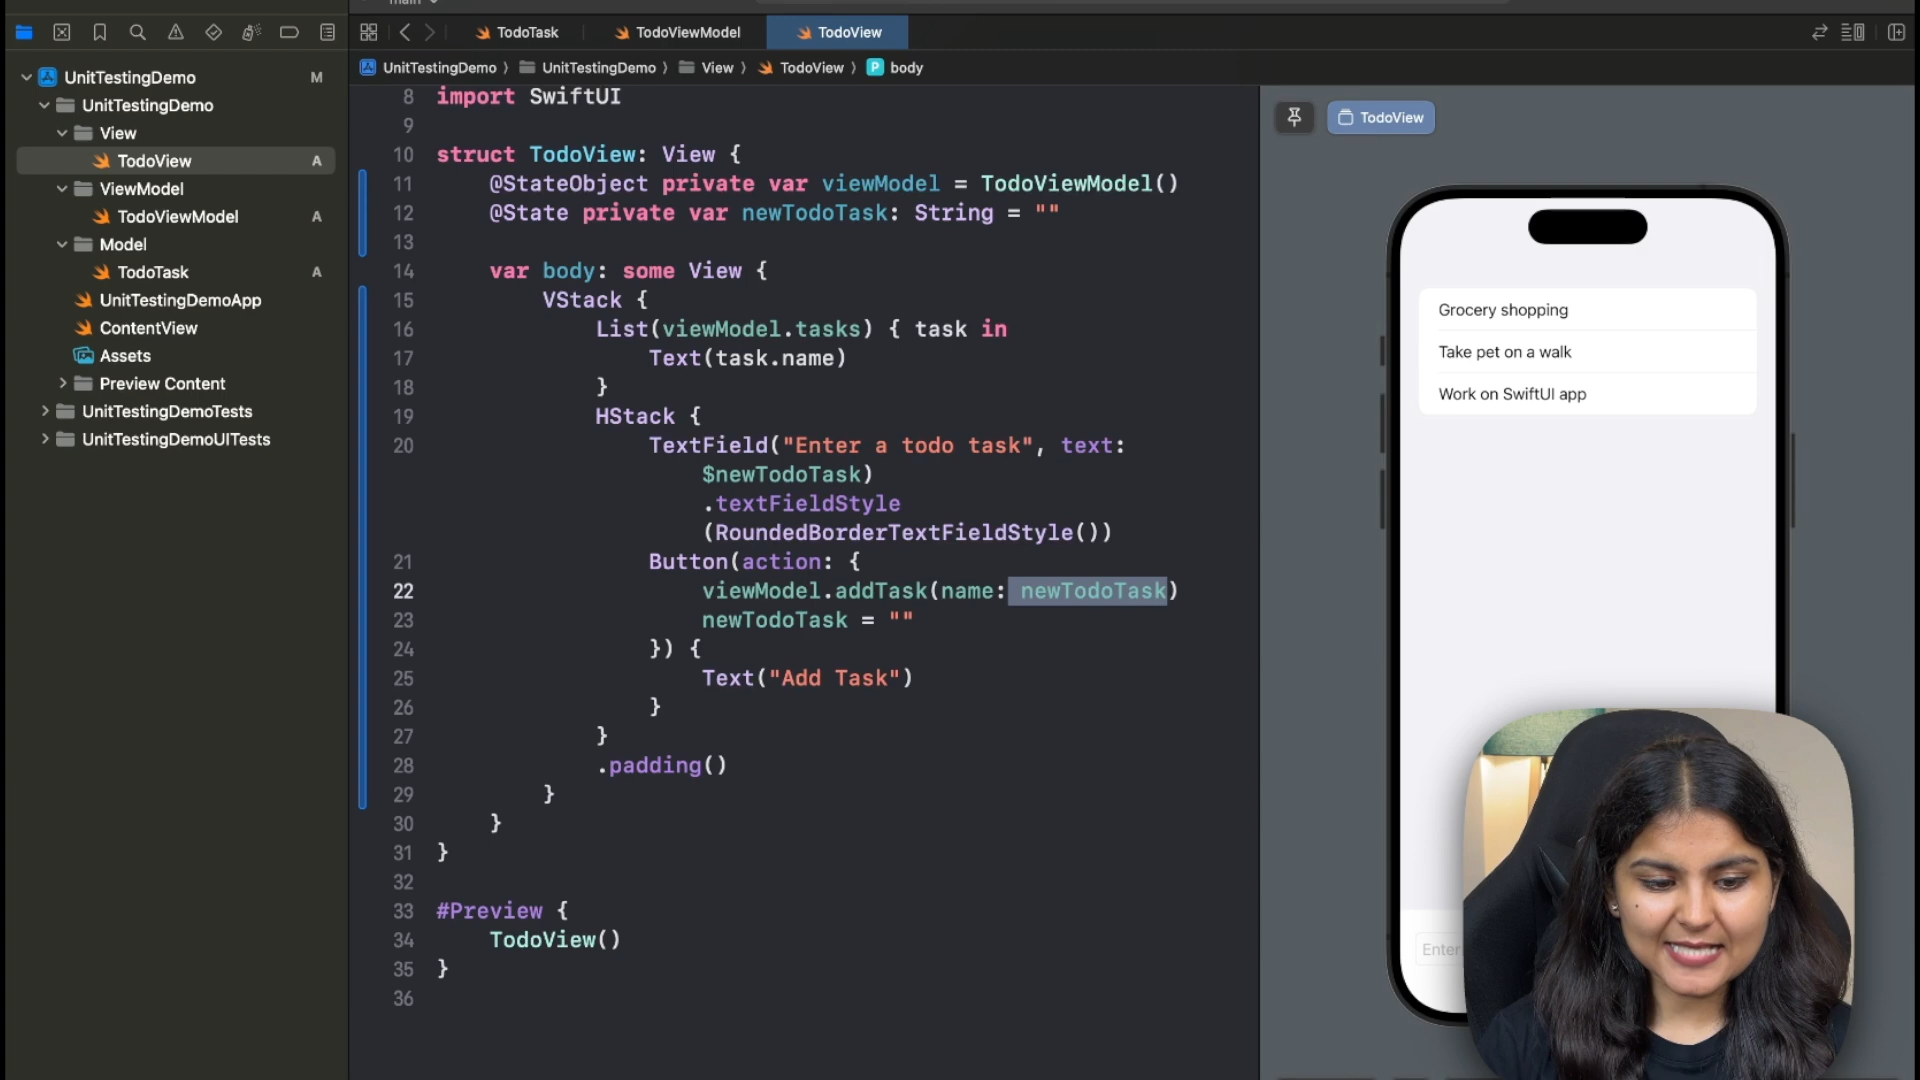 main
TodoTask
TodoViewModel
TodoView
UnitTestingDemo
UnitTestingDemo
View
TodoView
body
UnitTestingDemo M
UnitTestingDemo
View
TodoView A
ViewModel
TodoViewModel A
Model
TodoTask A
UnitTestingDemoApp
ContentView
Assets
Preview Content
UnitTestingDemoTests
UnitTestingDemoUITests
8 import SwiftUI
9
10 struct TodoView: View {
11 @StateObject private var viewModel = TodoViewModel()
12 @State private var newTodoTask: String = ""
13
14 var body: some View {
15 VStack {
16 List(viewModel.tasks) { task in
17 Text(task.name)
18 }
19 HStack {
20 TextField("Enter a todo task", text:
$newTodoTask)
.textFieldStyle
(RoundedBorderTextFieldStyle())
21 Button(action: {
22 viewModel.addTask(name: newTodoTask)
23 newTodoTask = ""
24 }) {
25 Text("Add Task")
26 }
27 }
28 .padding()
29 }
30 }
31 }
32
33 #Preview {
34 TodoView()
35 }
36
TodoView
Grocery shopping
Take pet on a walk
Work on SwiftUI app
Enter